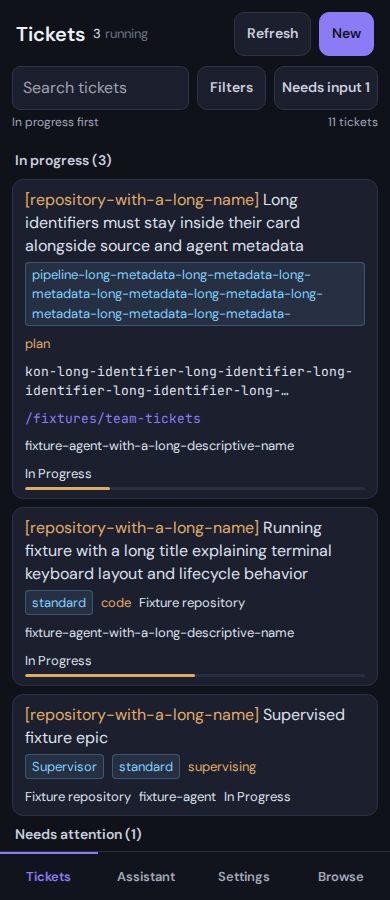 Tickets 3 running Refresh New
Search tickets Filters Needs input 1
In progress first 11 tickets
In progress (3)
[repository-with-a-long-name] Long
identifiers must stay inside their card
alongside source and agent metadata
pipeline-long-metadata-long-metadata-long-
metadata-long-metadata-long-metadata-long-
metadata-long-metadata-long-metadata-
plan
kon-long-identifier-long-identifier-long-
identifier-long-identifier-long-…
/fixtures/team-tickets
fixture-agent-with-a-long-descriptive-name
In Progress
[repository-with-a-long-name] Running
fixture with a long title explaining terminal
keyboard layout and lifecycle behavior
standard code Fixture repository
fixture-agent-with-a-long-descriptive-name
In Progress
[repository-with-a-long-name] Supervised
fixture epic
Supervisor standard supervising
Fixture repository fixture-agent In Progress
Needs attention (1)
Tickets Assistant Settings Browse